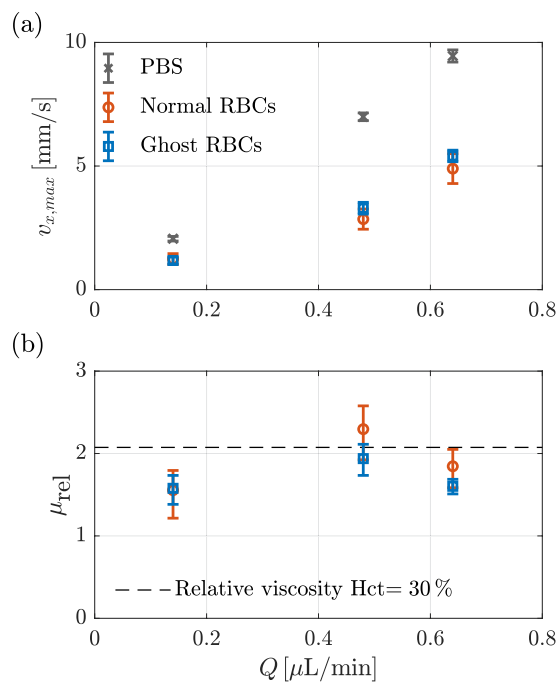 (a)
10
PBS
Normal RBCs
Ghost RBCs
5
0
v_{x,max} [mm/s]
0 0.2 0.4 0.6 0.8
Q
(b)
3
2
1
0
μ_rel
Relative viscosity Hct= 30 %
0 0.2 0.4 0.6 0.8
Q [μL/min]